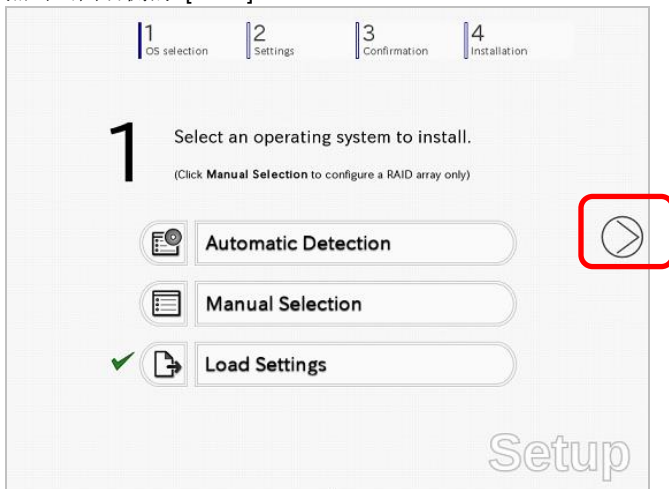 1
OS selection
2
Settings
3
Confirmation
4
Installation
1
Select an operating system to install.
(Click Manual Selection to configure a RAID array only)
Automatic Detection
Manual Selection
Load Settings
Setup